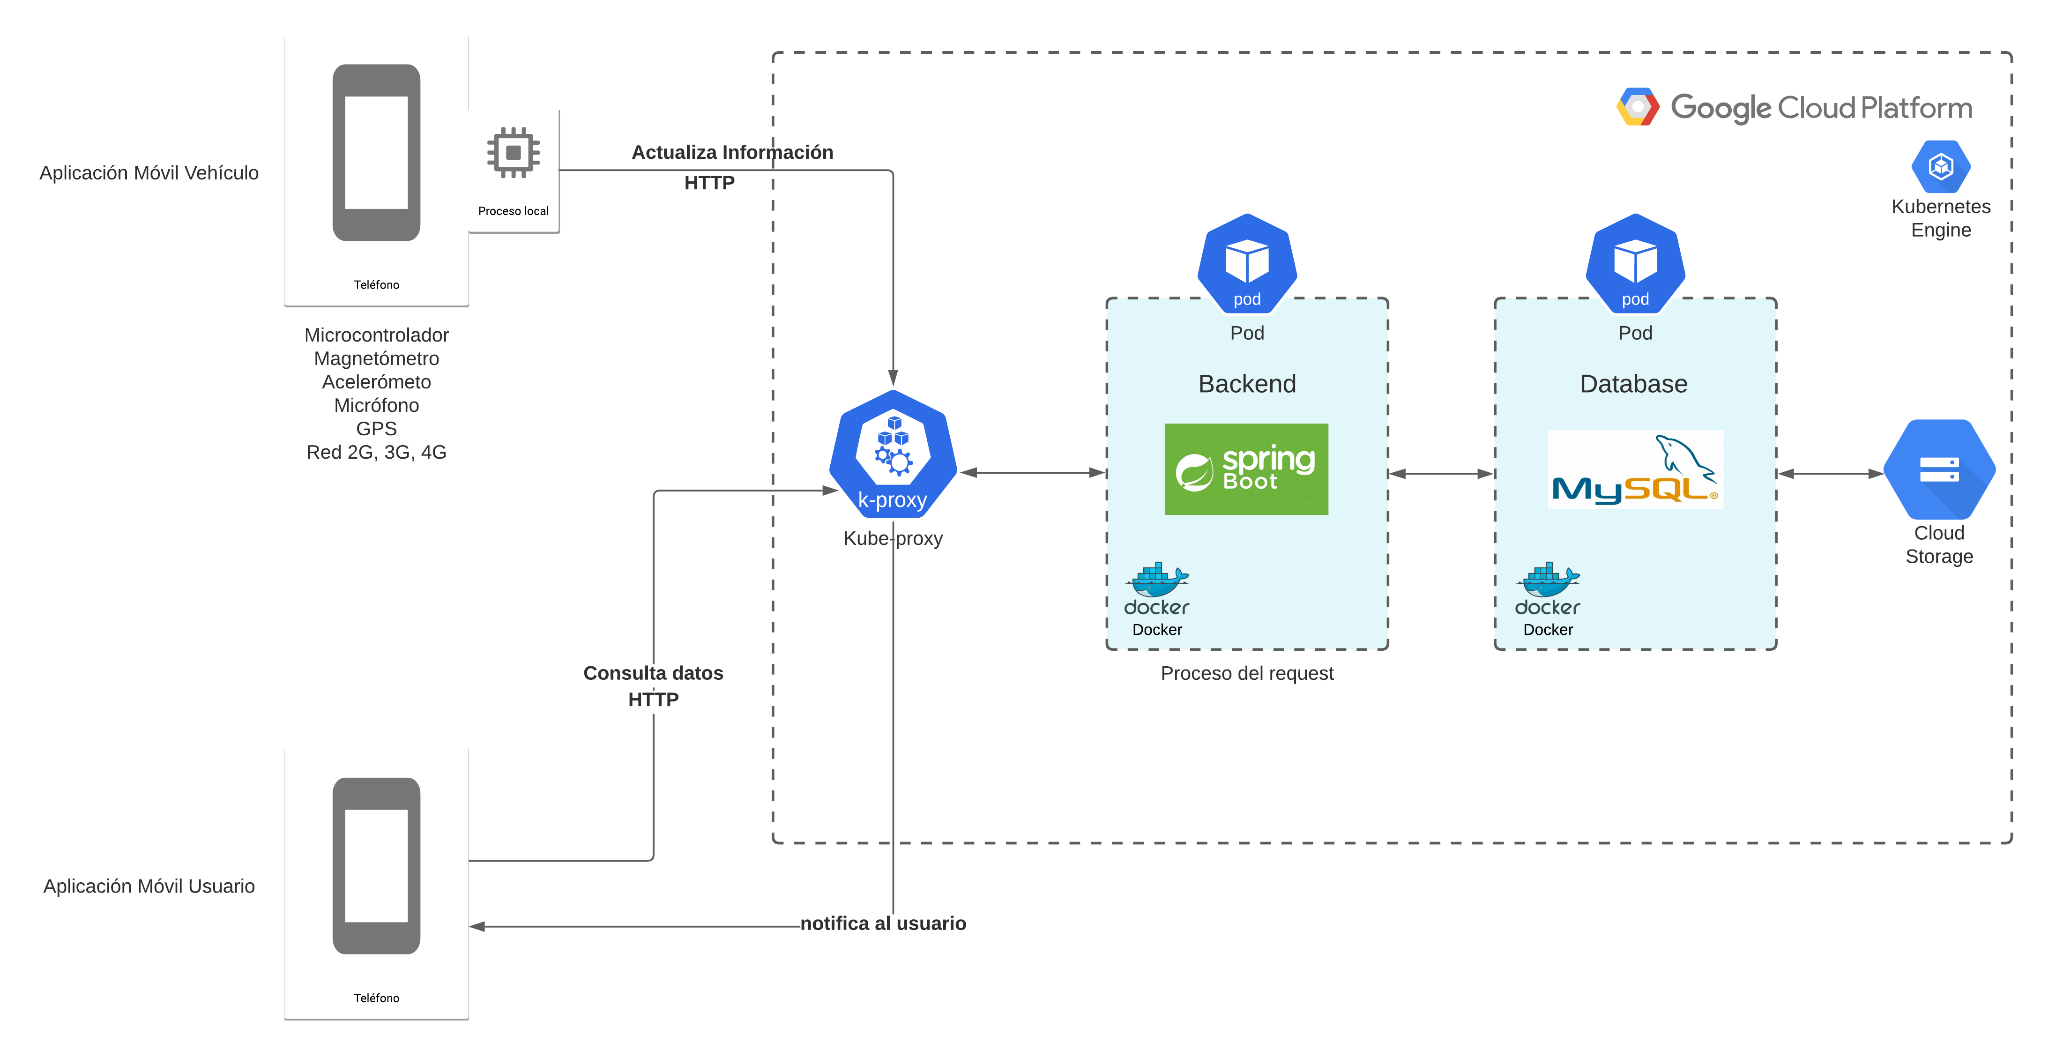 Aplicación Móvil Vehículo
Teléfono
Proceso local
Microcontrolador
Magnetómetro
Acelerómeto
Micrófono
GPS
Red 2G, 3G, 4G
Actualiza Información
HTTP
Google Cloud Platform
Kubernetes
Engine
pod
Pod
Backend
spring
Boot
docker
Docker
Proceso del request
pod
Pod
Database
MySQL®
docker
Docker
Cloud
Storage
k-proxy
Kube-proxy
Consulta datos
HTTP
Aplicación Móvil Usuario
Teléfono
notifica al usuario